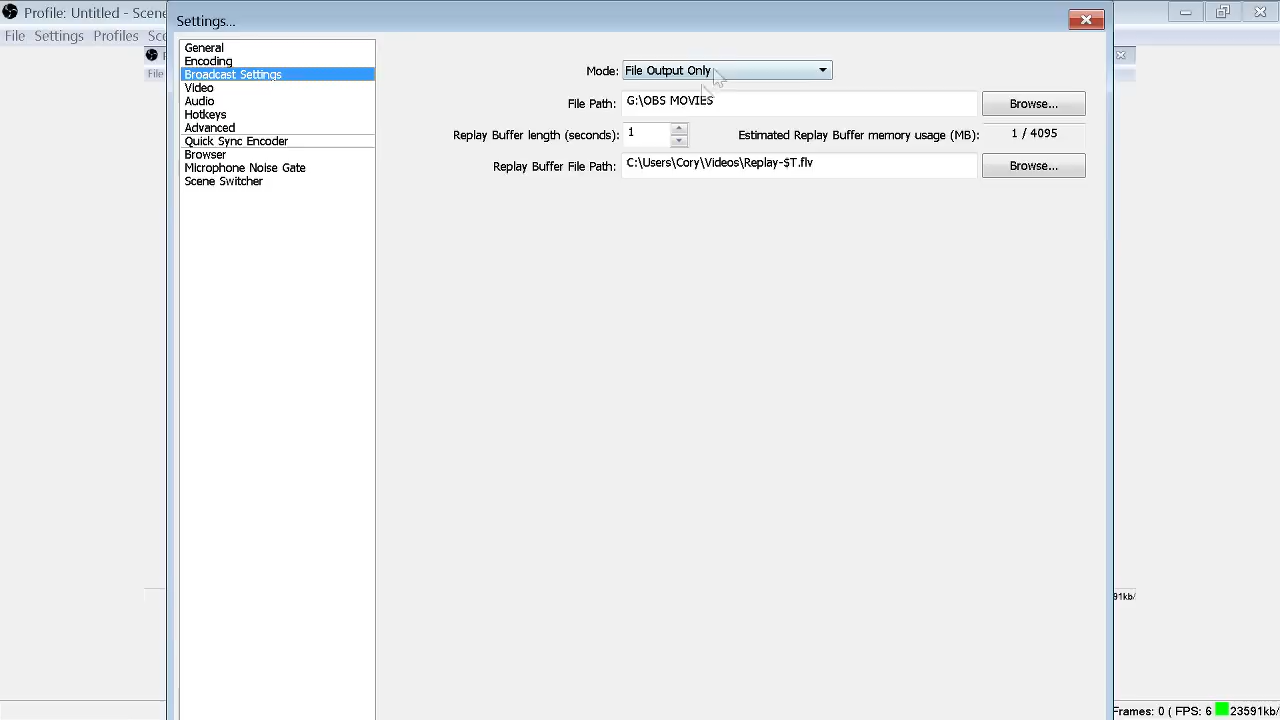 Profile: Untitled - Scene
Settings...
File Settings Profiles Sce
File
General
Encoding
Broadcast Settings
Video
Audio
Hotkeys
Advanced
Quick Sync Encoder
Browser
Microphone Noise Gate
Scene Switcher
Mode: File Output Only
File Path: G:\OBS MOVIES Browse...
Replay Buffer length (seconds): 1 Estimated Replay Buffer memory usage (MB): 1 / 4095
Replay Buffer File Path: C:\Users\Cory\Videos\Replay-$T.flv Browse...
91kb/
Frames: 0 ( FPS: 6 23591kb/